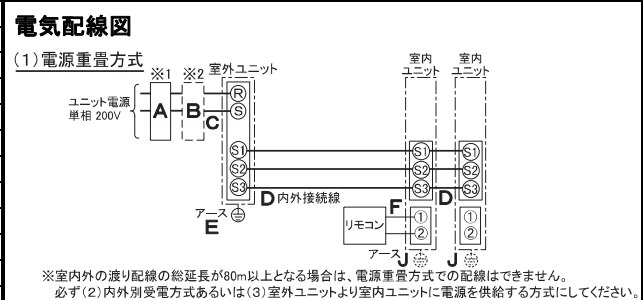 電気配線図
(1)電源重畳方式
※1 ※2 室外ユニット
室内
ユニット
室内
ユニット
ユニット電源
単相 200V
A
B
C
R
S
S1
S2
S3
S1
S2
S3
S1
S2
S3
D 内外接続線
D
アース
E
リモコン
F
①
②
①
②
アース J
J
※室内外の渡り配線の総延長が80m以上となる場合は、電源重畳方式での配線はできません。
必ず(2)内外別受電方式あるいは(3)室外ユニットより室内ユニットに電源を供給する方式にしてください。